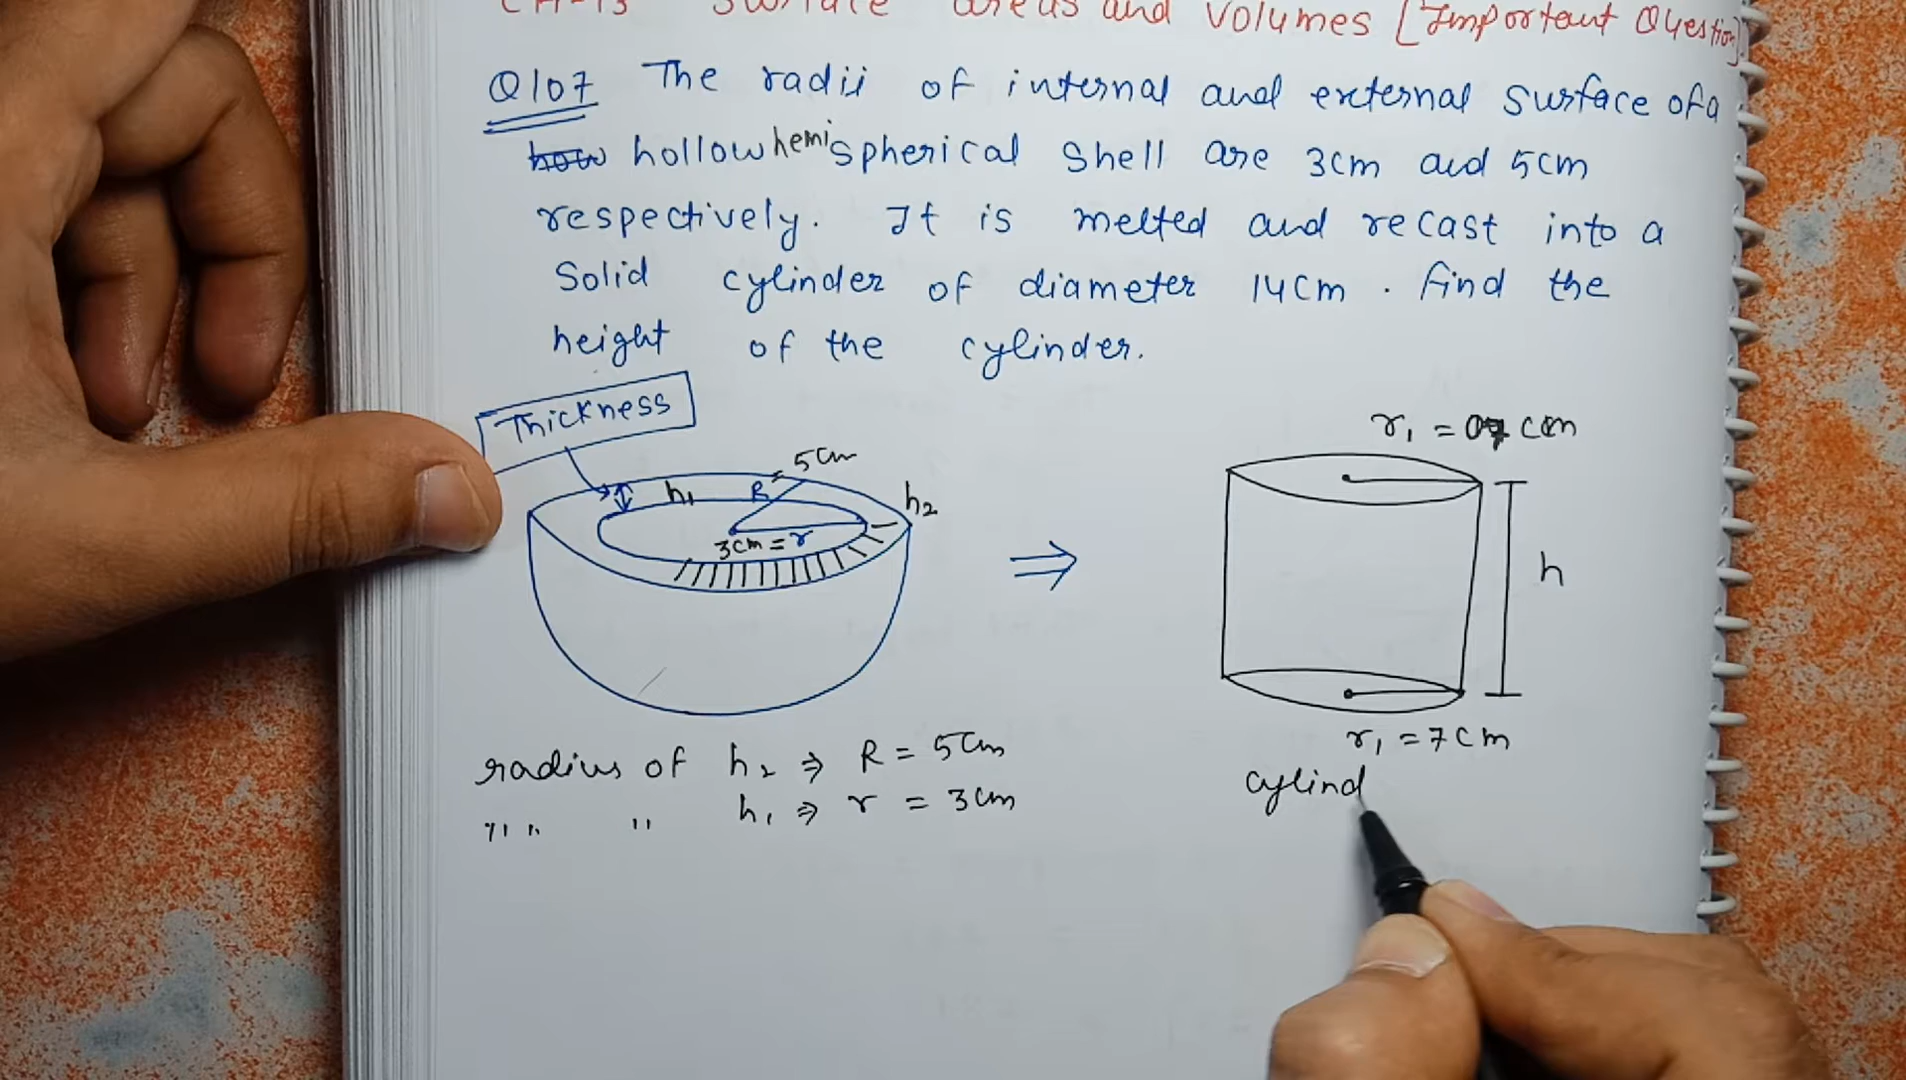 CH-13 Surface areas and Volumes [Important Question]
Q107 The radii of internal and external surface of a
hollow hemispherical shell are 3cm and 5cm
respectively. It is melted and recast into a
Solid cylinder of diameter 14cm. find the
height of the cylinder.
Thickness
5cm
R
h₁
h₂
3cm = r
⇒
r₁ = 7 cm
h
r₁ = 7cm
radius of h₂ ⇒ R = 5cm
,, ,, ,, h₁ ⇒ r = 3cm
cylind